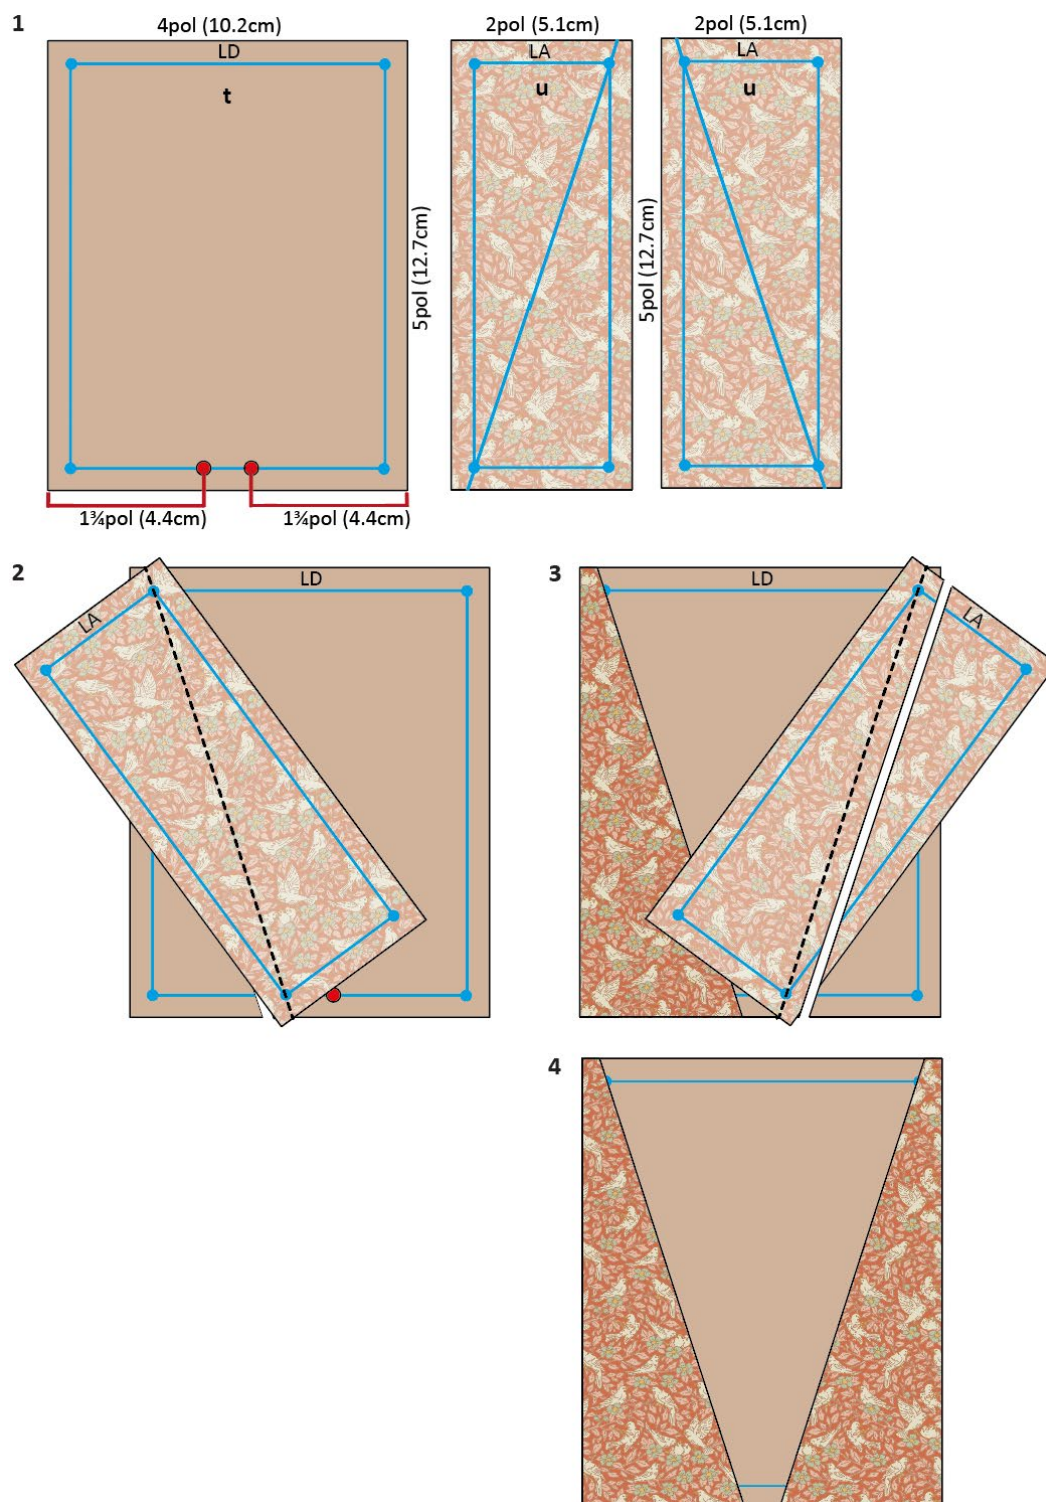 1
4pol (10.2cm)
LD
t
5pol (12.7cm)
1¾pol (4.4cm)
1¾pol (4.4cm)
2pol (5.1cm)
LA
u
5pol (12.7cm)
2pol (5.1cm)
LA
u
2
LD
LA
3
LD
LA
4